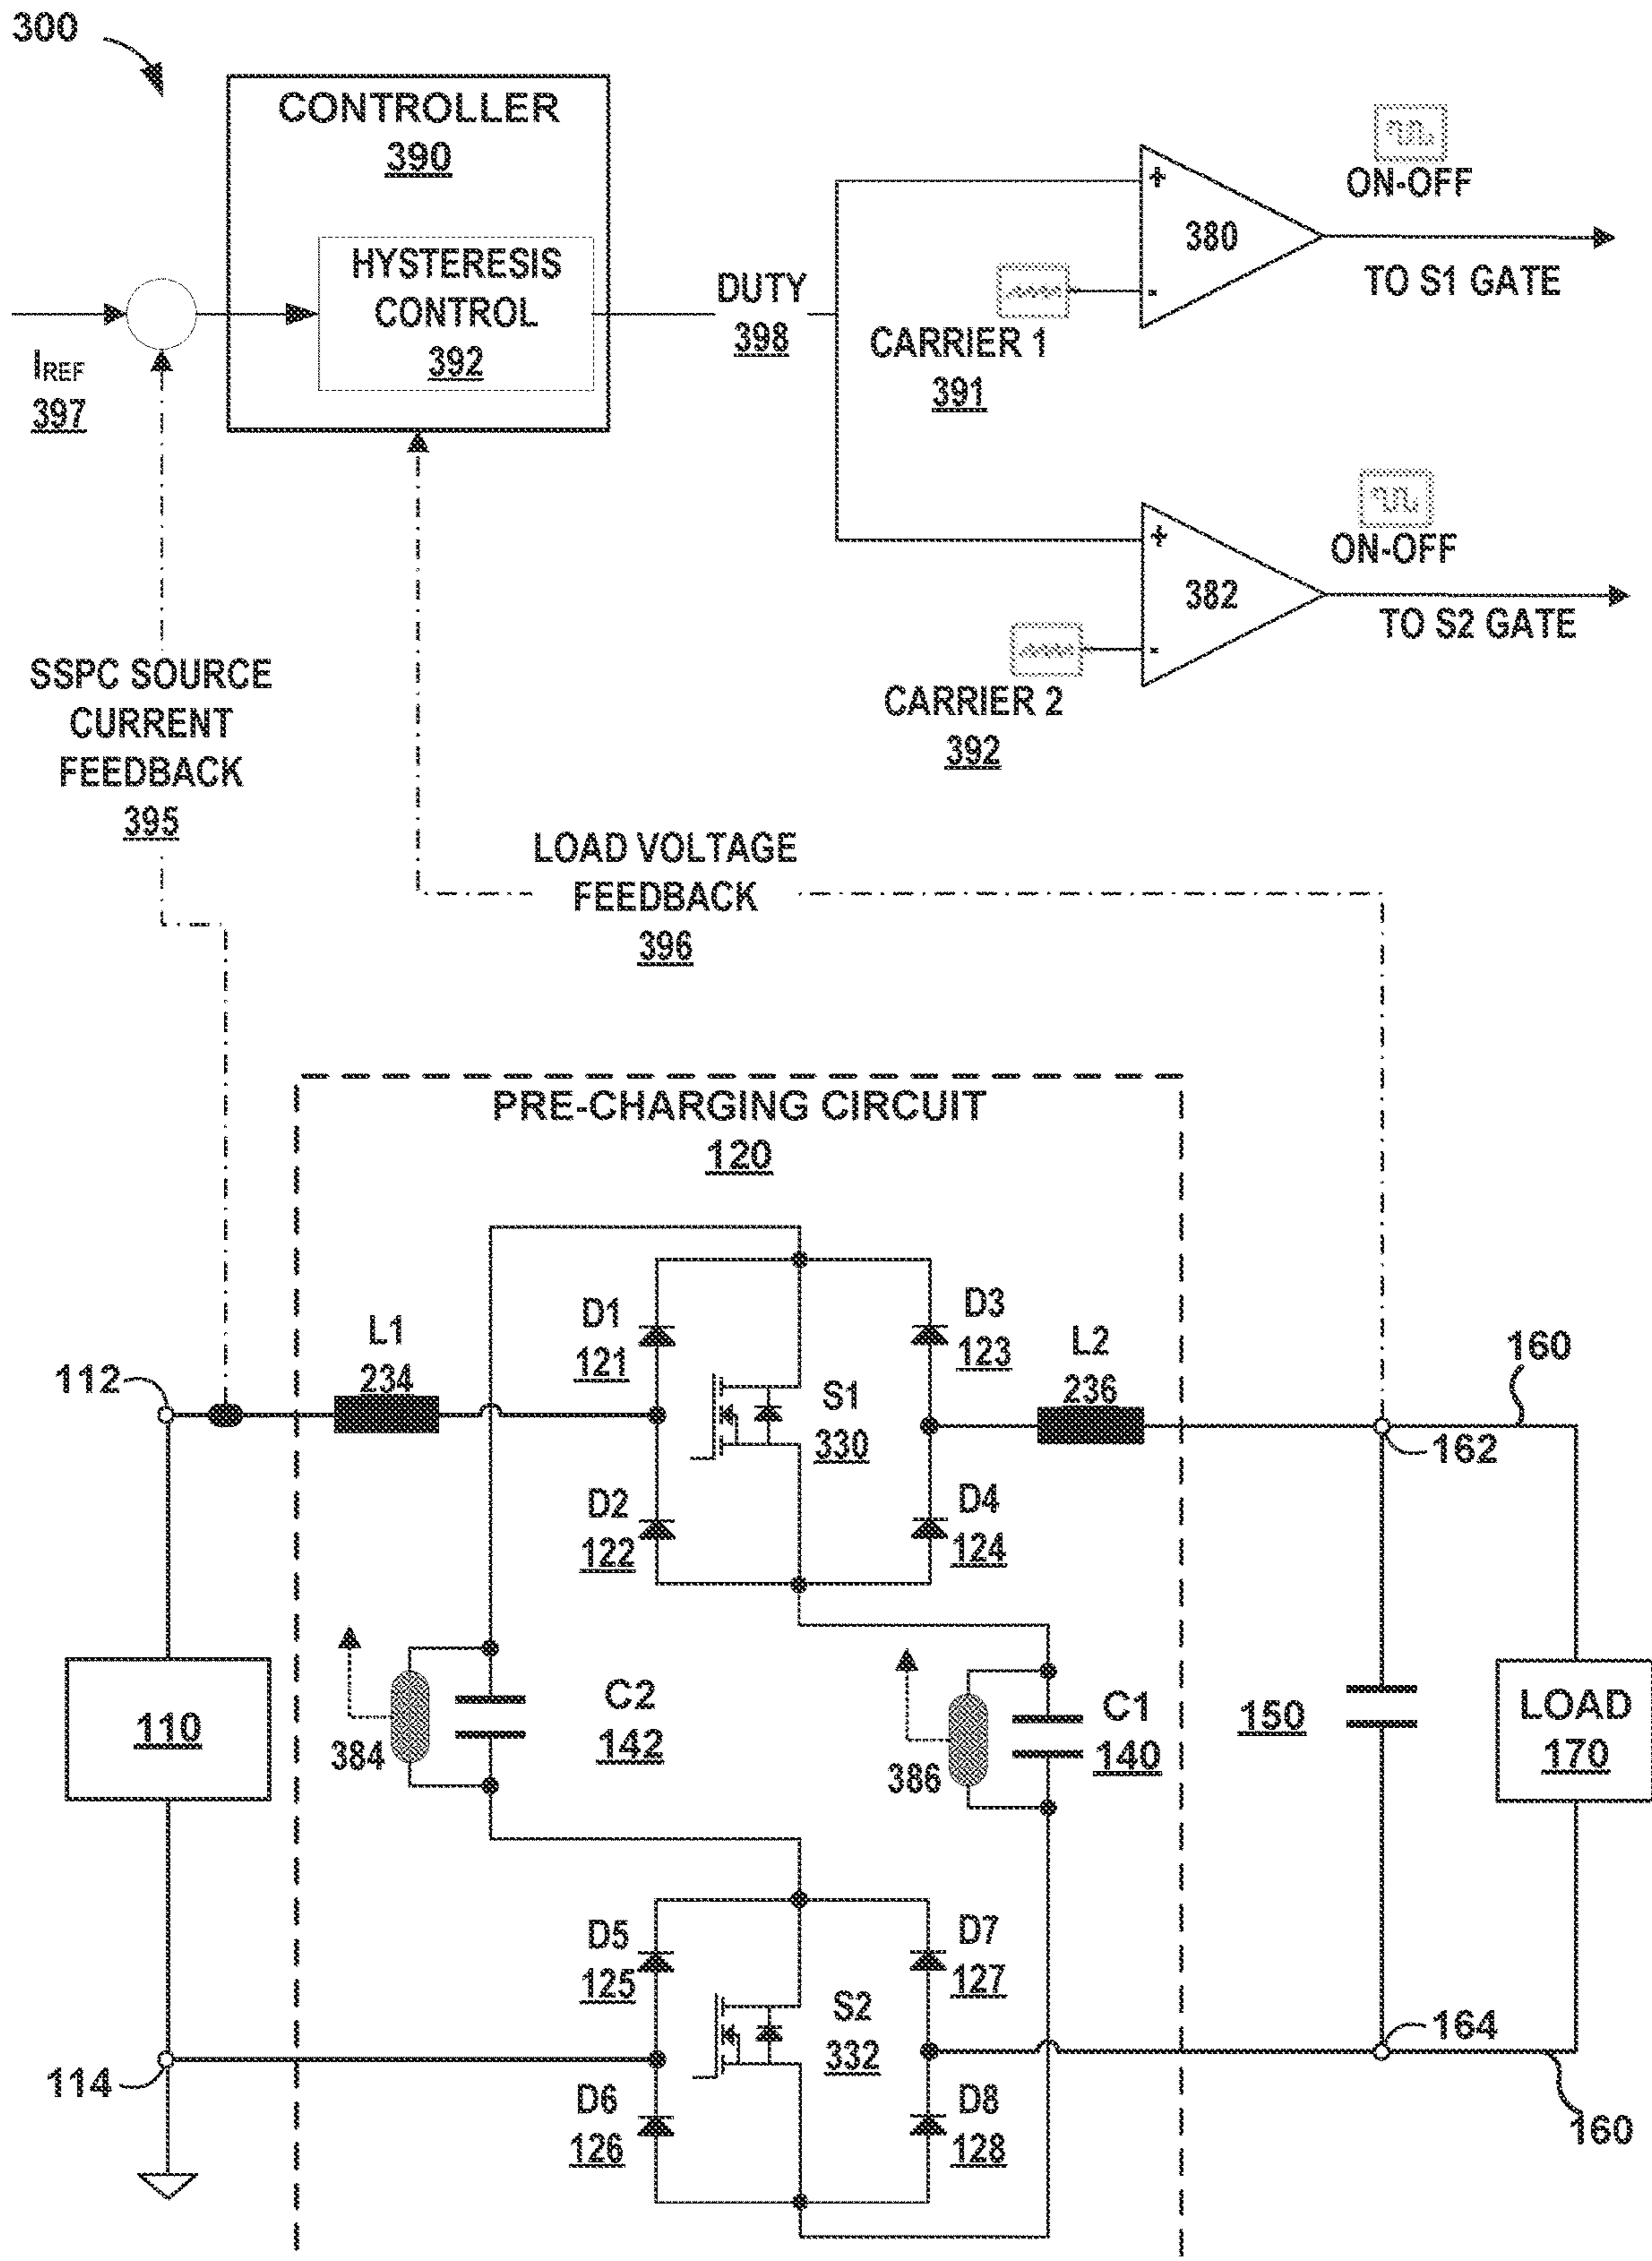 300
CONTROLLER
390
HYSTERESIS
CONTROL
392
IREF
397
DUTY
398
+
-
380
CARRIER 1
391
ON-OFF
TO S1 GATE
+
-
382
CARRIER 2
392
ON-OFF
TO S2 GATE
SSPC SOURCE
CURRENT
FEEDBACK
395
LOAD VOLTAGE
FEEDBACK
396
PRE-CHARGING CIRCUIT
120
112
L1
234
D1
121
D2
122
S1
330
D3
123
D4
124
L2
236
160
162
110
384
C2
142
386
C1
140
150
LOAD
170
114
D5
125
D6
126
S2
332
D7
127
D8
128
164
160